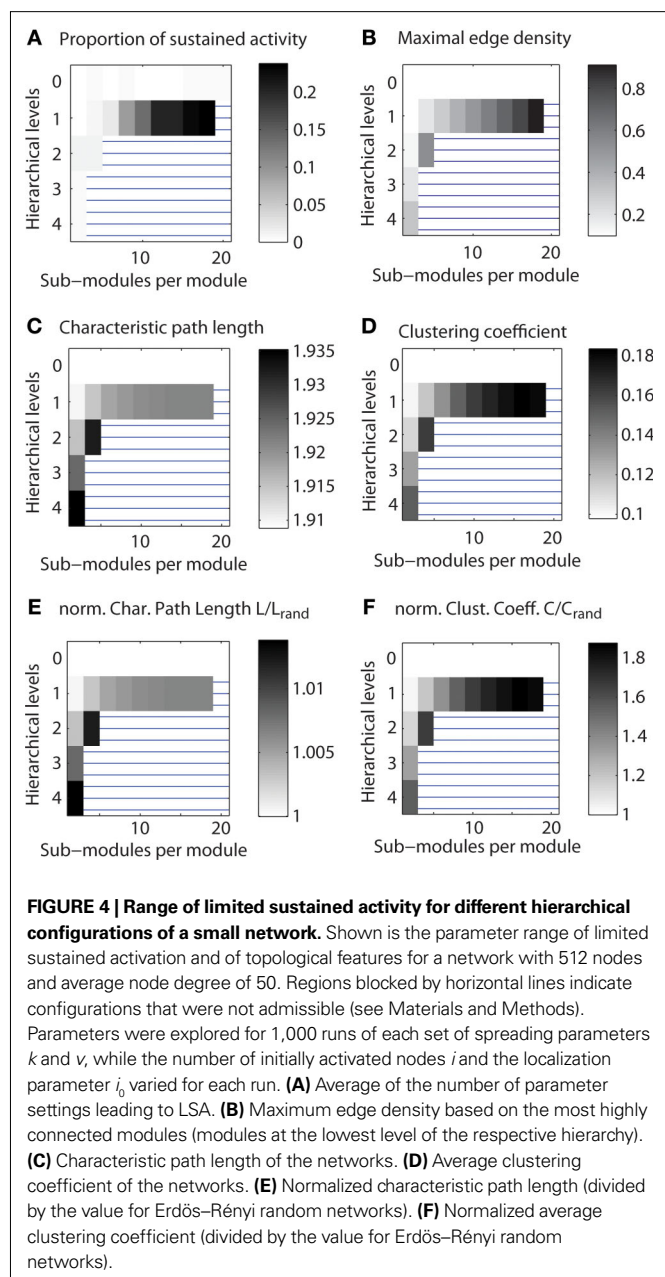 A Proportion of sustained activity
0
1
2
3
4
Hierarchical levels
10 20
Sub−modules per module
0.2
0.15
0.1
0.05
0
B Maximal edge density
0
1
2
3
4
Hierarchical levels
10 20
Sub−modules per module
0.8
0.6
0.4
0.2
C Characteristic path length
0
1
2
3
4
Hierarchical levels
10 20
Sub−modules per module
1.935
1.93
1.925
1.92
1.915
1.91
D Clustering coefficient
0
1
2
3
4
Hierarchical levels
10 20
Sub−modules per module
0.18
0.16
0.14
0.12
0.1
E norm. Char. Path Length L/Lrand
0
1
2
3
4
Hierarchical levels
10 20
Sub−modules per module
1.01
1.005
1
F norm. Clust. Coeff. C/Crand
0
1
2
3
4
Hierarchical levels
10 20
Sub−modules per module
1.8
1.6
1.4
1.2
1
FIGURE 4 | Range of limited sustained activity for different hierarchical
configurations of a small network. Shown is the parameter range of limited
sustained activation and of topological features for a network with 512 nodes
and average node degree of 50. Regions blocked by horizontal lines indicate
configurations that were not admissible (see Materials and Methods).
Parameters were explored for 1,000 runs of each set of spreading parameters
k and v, while the number of initially activated nodes i and the localization
parameter i0 varied for each run. (A) Average of the number of parameter
settings leading to LSA. (B) Maximum edge density based on the most highly
connected modules (modules at the lowest level of the respective hierarchy).
(C) Characteristic path length of the networks. (D) Average clustering
coefficient of the networks. (E) Normalized characteristic path length (divided
by the value for Erdös–Rényi random networks). (F) Normalized average
clustering coefficient (divided by the value for Erdös–Rényi random
networks).